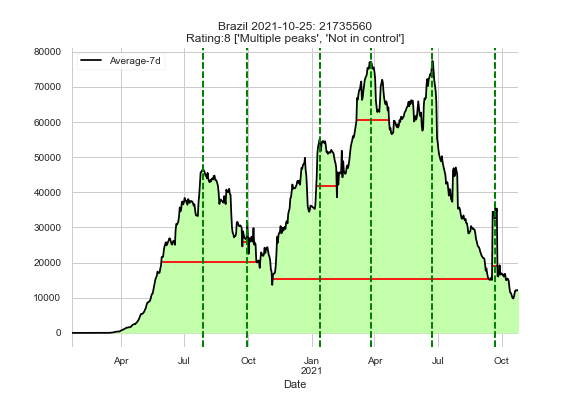 Brazil 2021-10-25: 21735560
Rating:8 ['Multiple peaks', 'Not in control']
Average-7d
80000
70000
60000
50000
40000
30000
20000
10000
0
Apr Jul Oct Jan Apr Jul Oct
2021
Date